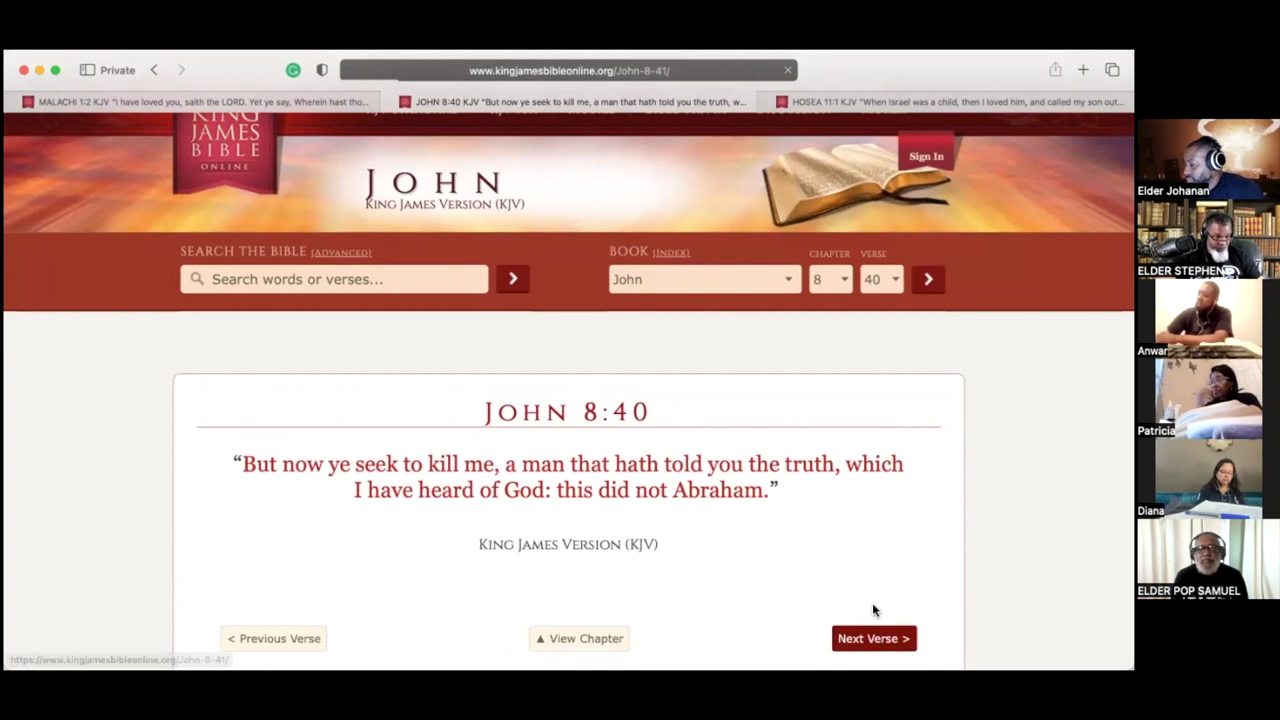 Private
www.kingjamesbibleonline.org/John-8-41/
MALACHI 1:2 KJV "I have loved you, saith the LORD. Yet ye say, Wherein hast tho...
JOHN 8:40 KJV "But now ye seek to kill me, a man that hath told you the truth, w...
HOSEA 11:1 KJV "When Israel was a child, then I loved him, and called my son out...
KING
JAMES
BIBLE
ONLINE
Sign In
JOHN
KING JAMES VERSION (KJV)
SEARCH THE BIBLE (ADVANCED)
BOOK (INDEX)
CHAPTER
VERSE
Search words or verses...
John
8
40
JOHN 8:40
“But now ye seek to kill me, a man that hath told you the truth, which
I have heard of God: this did not Abraham.”
KING JAMES VERSION (KJV)
< Previous Verse
▲ View Chapter
Next Verse >
https://www.kingjamesbibleonline.org/John-8-41/
Elder Johanan
ELDER STEPHEN
Anwar
Patricia
Diana
ELDER POP SAMUEL